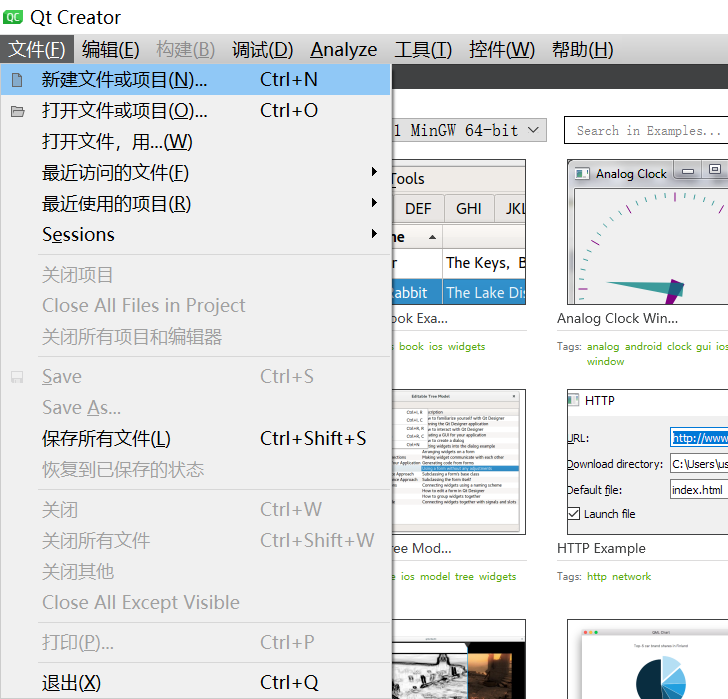 Qt Creator
文件(F) 编辑(E) 构建(B) 调试(D) Analyze 工具(T) 控件(W) 帮助(H)
新建文件或项目(N)... Ctrl+N
打开文件或项目(O)... Ctrl+O
打开文件，用...(W)
最近访问的文件(F)
最近使用的项目(R)
Sessions
关闭项目
Close All Files in Project
关闭所有项目和编辑器
Save Ctrl+S
Save As...
保存所有文件(L) Ctrl+Shift+S
恢复到已保存的状态
关闭 Ctrl+W
关闭所有文件 Ctrl+Shift+W
关闭其他
Close All Except Visible
打印(P)... Ctrl+P
退出(X) Ctrl+Q
1 MinGW 64-bit
Search in Examples...
Tools
DEF GHI JKL
The Keys, B
Rabbit The Lake Dis
ook Exa...
book ios widgets
Analog Clock
Analog Clock Win...
Tags: analog android clock gui ios
window
Editable Tree Model
ree Mod...
ios model tree widgets
HTTP
URL: http://www
Download directory: C:\Users\us
Default file: index.html
Launch file
HTTP Example
Tags: http network